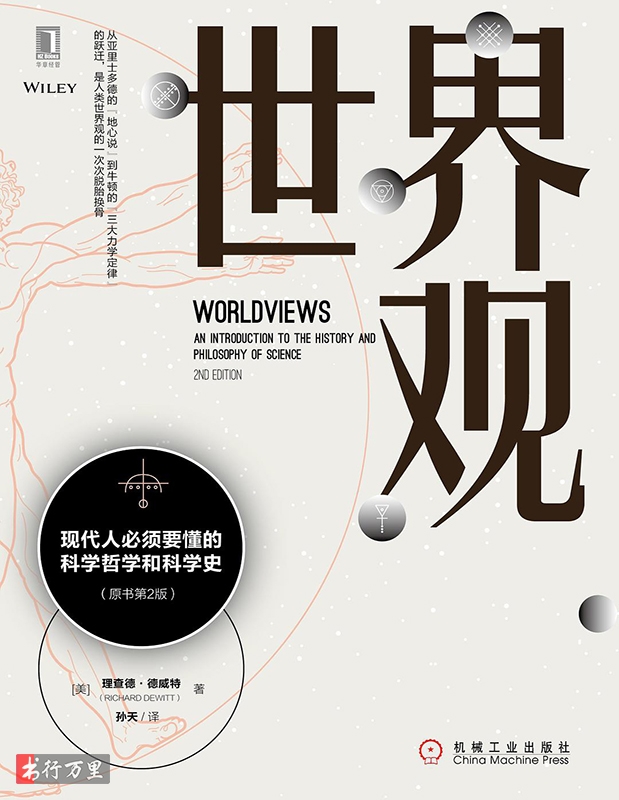 世界
观
HZ BOOKS
华章经管
WILEY
从亚里士多德的「地心说」到牛顿的「三大力学定律」
的跃迁，是人类世界观的一次次脱胎换骨
WORLDVIEWS
AN INTRODUCTION TO THE HISTORY AND
PHILOSOPHY OF SCIENCE
2ND EDITION
现代人必须要懂的
科学哲学和科学史
（原书第2版）
[美] 理查德·德威特 著
(RICHARD DEWITT)
孙天 / 译
书行万里
机械工业出版社
China Machine Press